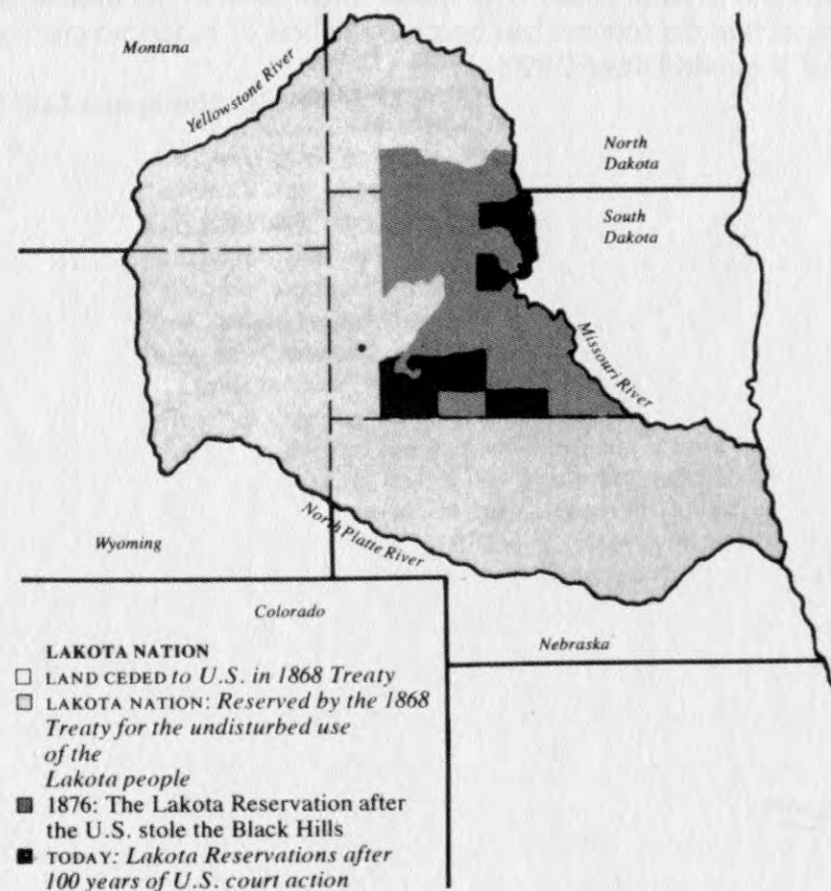 Montana
Yellowstone River
North
Dakota
South
Dakota
Missouri River
Wyoming
North Platte River
Colorado
Nebraska
LAKOTA NATION
LAND CEDED to U.S. in 1868 Treaty
LAKOTA NATION: Reserved by the 1868
Treaty for the undisturbed use
of the
Lakota people
1876: The Lakota Reservation after
the U.S. stole the Black Hills
TODAY: Lakota Reservations after
100 years of U.S. court action